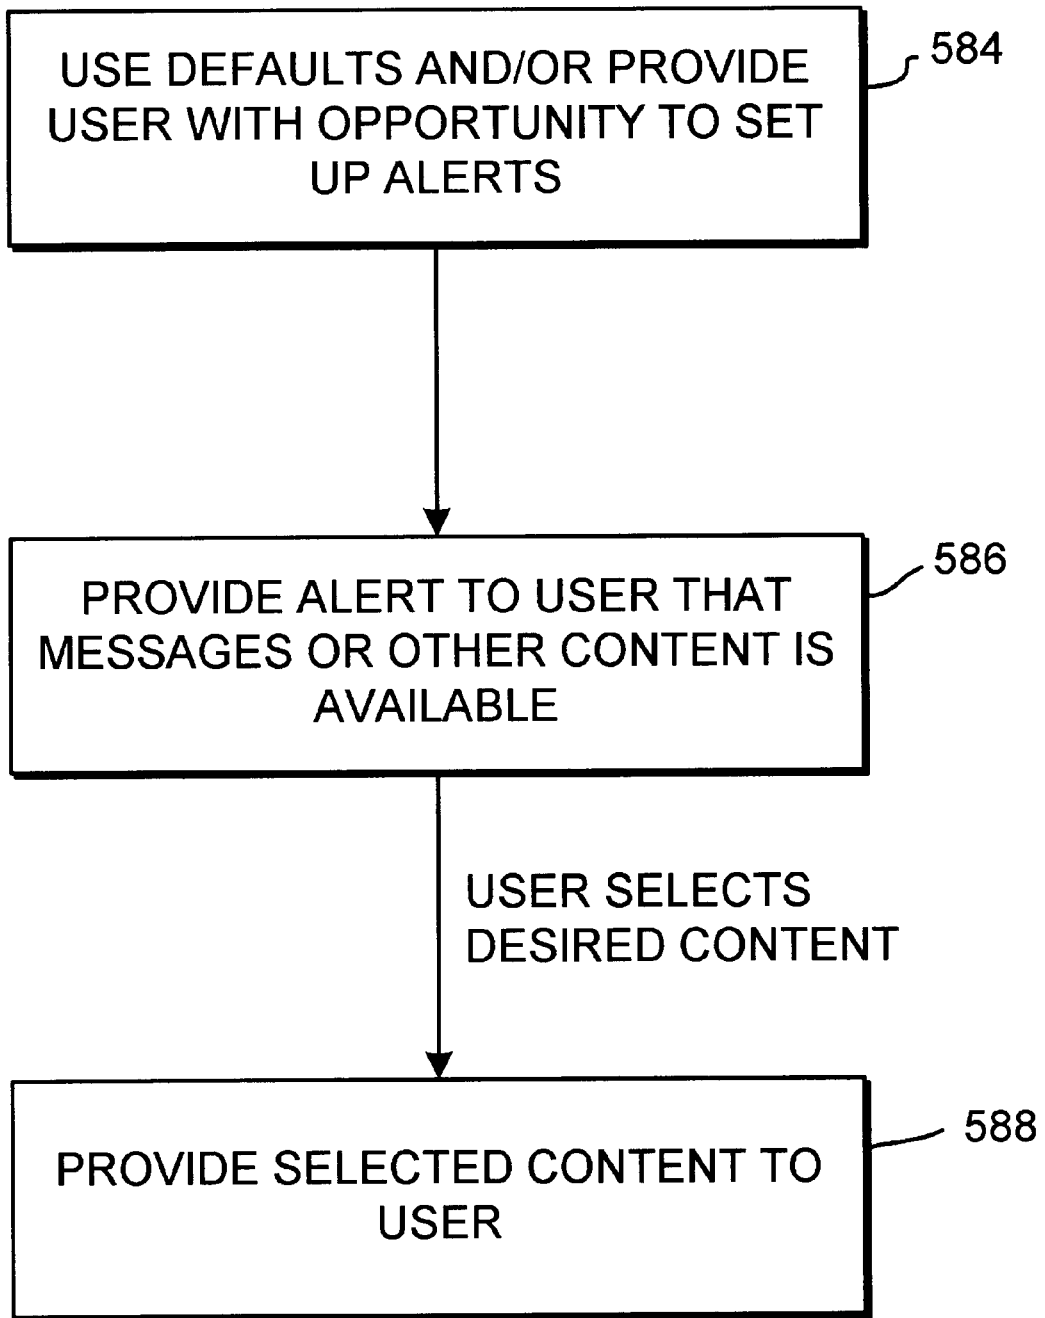 USE DEFAULTS AND/OR PROVIDE
USER WITH OPPORTUNITY TO SET
UP ALERTS
584
PROVIDE ALERT TO USER THAT
MESSAGES OR OTHER CONTENT IS
AVAILABLE
586
USER SELECTS
DESIRED CONTENT
PROVIDE SELECTED CONTENT TO
USER
588